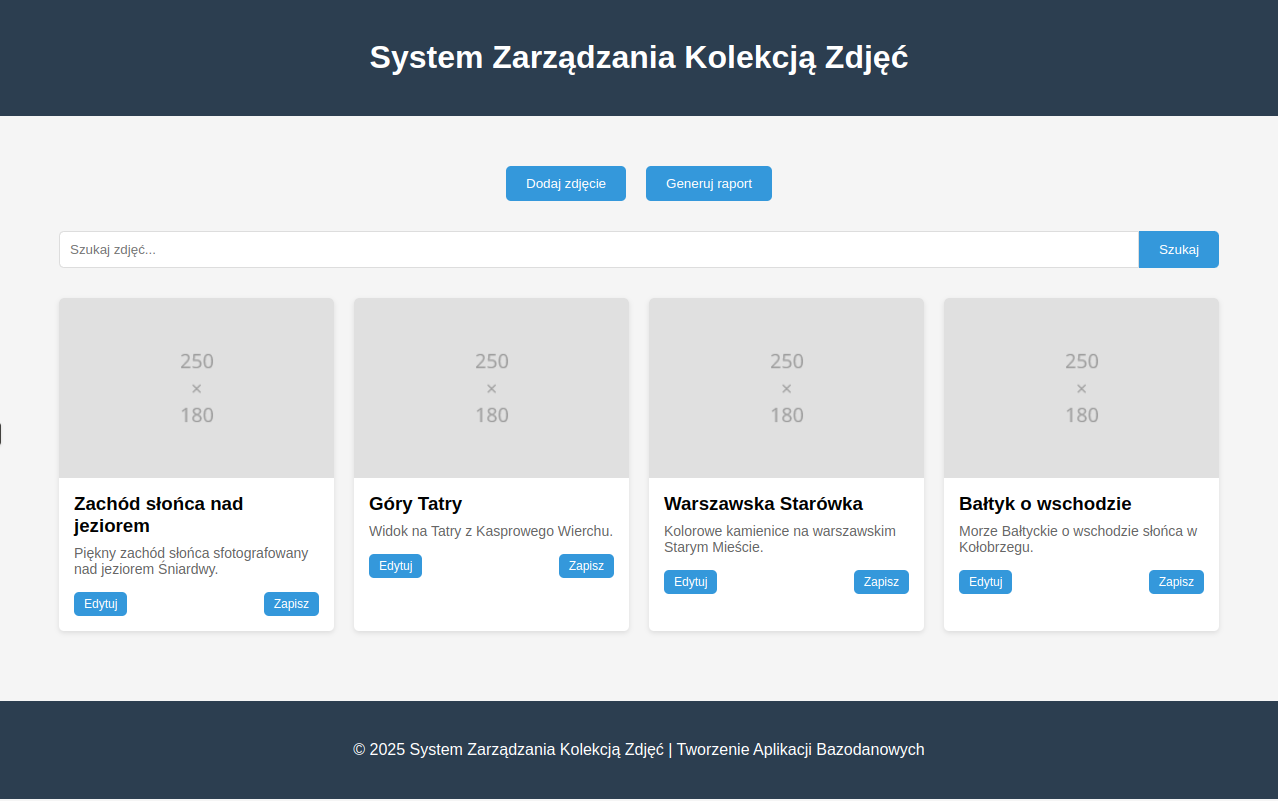 System Zarządzania Kolekcją Zdjęć
Dodaj zdjęcie
Generuj raport
Szukaj zdjęć...
Szukaj
250
×
180
250
×
180
250
×
180
250
×
180
Zachód słońca nad
jeziorem
Piękny zachód słońca sfotografowany
nad jeziorem Śniardwy.
Edytuj
Zapisz
Góry Tatry
Widok na Tatry z Kasprowego Wierchu.
Edytuj
Zapisz
Warszawska Starówka
Kolorowe kamienice na warszawskim
Starym Mieście.
Edytuj
Zapisz
Bałtyk o wschodzie
Morze Bałtyckie o wschodzie słońca w
Kołobrzegu.
Edytuj
Zapisz
© 2025 System Zarządzania Kolekcją Zdjęć | Tworzenie Aplikacji Bazodanowych